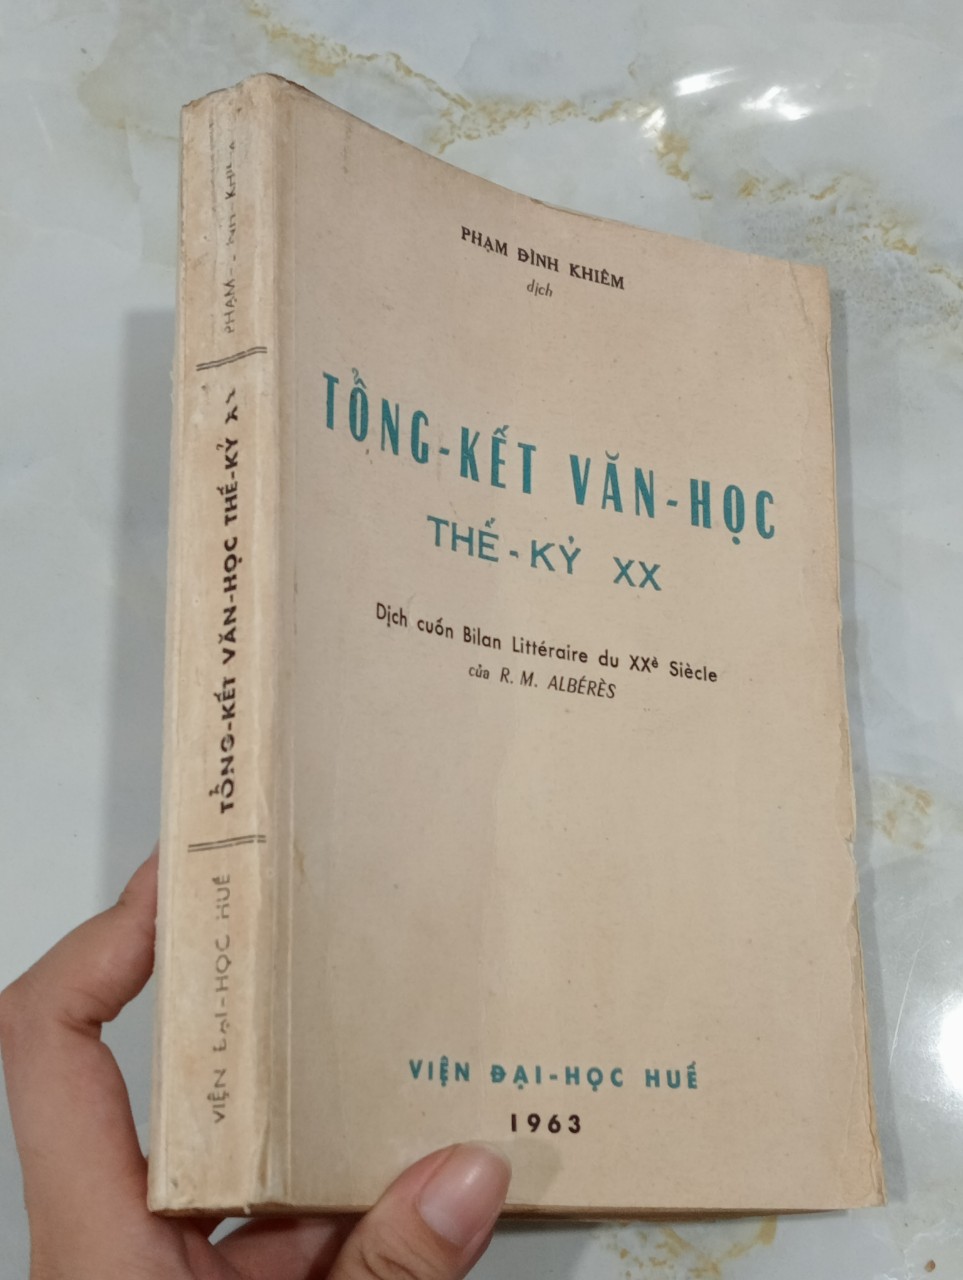 PHẠM ĐÌNH KHIÊM
dịch
TỔNG-KẾT VĂN-HỌC
THẾ-KỶ XX
Dịch cuốn Bilan Littéraire du XXè Siècle
của R. M. ALBÉRÈS
VIỆN ĐẠI-HỌC HUẾ
1963
VIỆN ĐẠI-HỌC HUẾ
TỔNG-KẾT VĂN-HỌC THẾ-KỶ XX